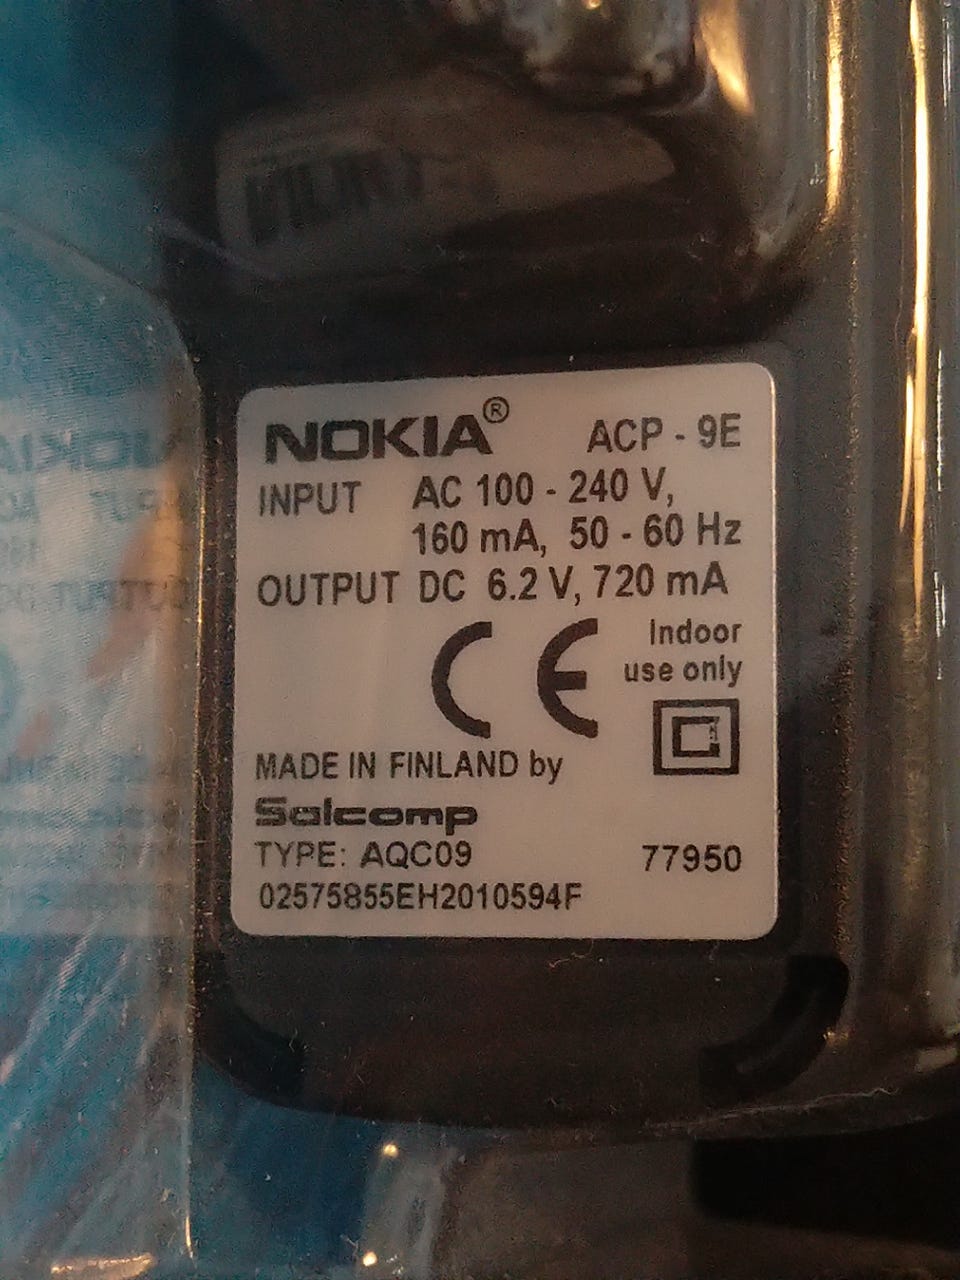 NOKIA® ACP - 9E
INPUT AC 100 - 240 V,
160 mA, 50 - 60 Hz
OUTPUT DC 6.2 V, 720 mA
CE Indoor
use only
MADE IN FINLAND by
Salcomp
TYPE: AQC09 77950
02575855EH2010594F